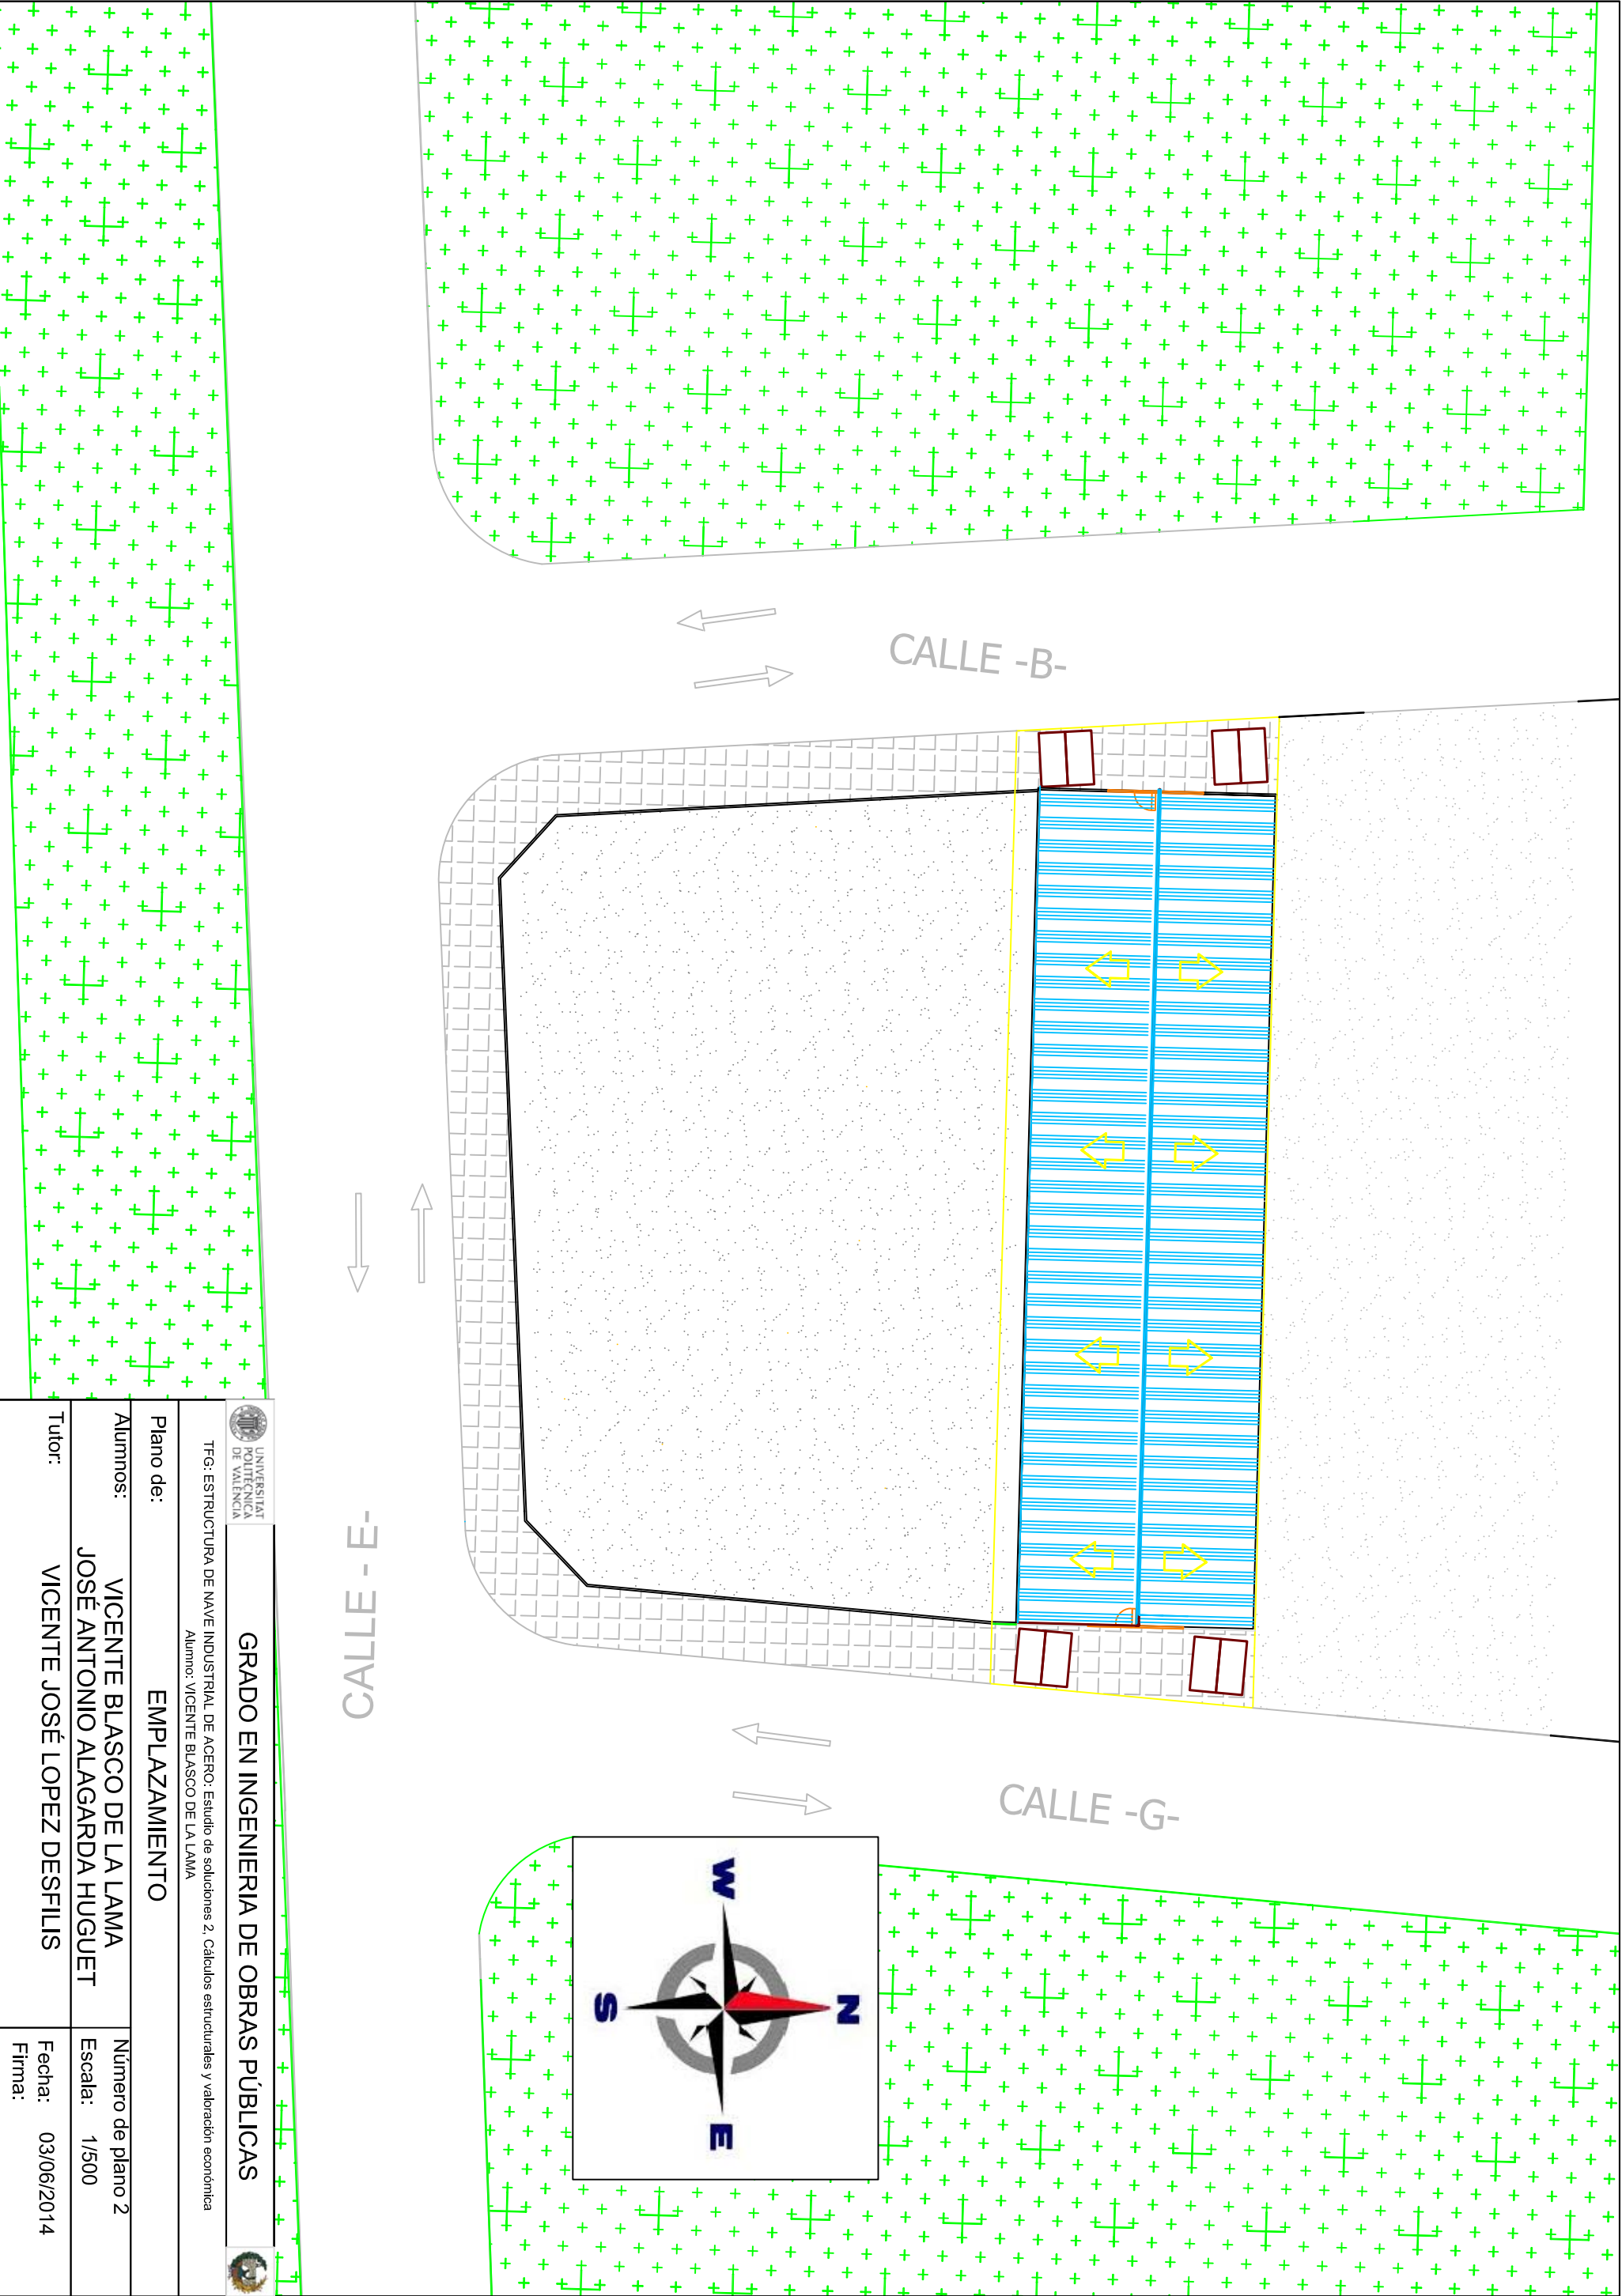 CALLE -B-
CALLE - E-
CALLE -G-
N
W
E
S
UNIVERSITAT
POLITÈCNICA
DE VALÈNCIA
GRADO EN INGENIERIA DE OBRAS PÚBLICAS
TFG: ESTRUCTURA DE NAVE INDUSTRIAL DE ACERO: Estudio de soluciones 2, Cálculos estructurales y valoración económica
Alumno: VICENTE BLASCO DE LA LAMA
Plano de: EMPLAZAMIENTO
Número de plano 2
Alumnos: VICENTE BLASCO DE LA LAMA
JOSÉ ANTONIO ALAGARDA HUGUET
Escala: 1/500
Tutor: VICENTE JOSÉ LOPEZ DESFILIS
Fecha: 03/06/2014
Firma: